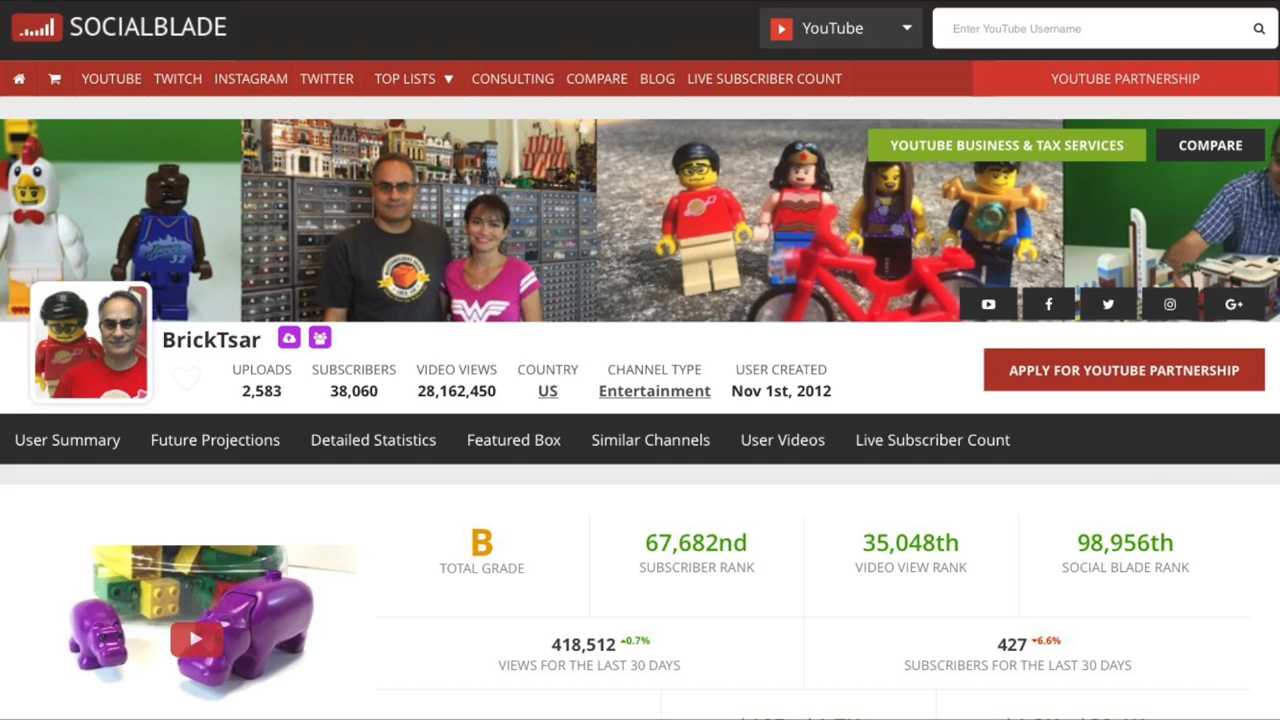 SOCIALBLADE
YouTube
Enter YouTube Username
YOUTUBE TWITCH INSTAGRAM TWITTER TOP LISTS CONSULTING COMPARE BLOG LIVE SUBSCRIBER COUNT YOUTUBE PARTNERSHIP
YOUTUBE BUSINESS & TAX SERVICES COMPARE
32
BrickTsar
UPLOADS SUBSCRIBERS VIDEO VIEWS COUNTRY CHANNEL TYPE USER CREATED
2,583 38,060 28,162,450 US Entertainment Nov 1st, 2012
APPLY FOR YOUTUBE PARTNERSHIP
User Summary Future Projections Detailed Statistics Featured Box Similar Channels User Videos Live Subscriber Count
B 67,682nd 35,048th 98,956th
TOTAL GRADE SUBSCRIBER RANK VIDEO VIEW RANK SOCIAL BLADE RANK
418,512 0.7% 427 6.6%
VIEWS FOR THE LAST 30 DAYS SUBSCRIBERS FOR THE LAST 30 DAYS